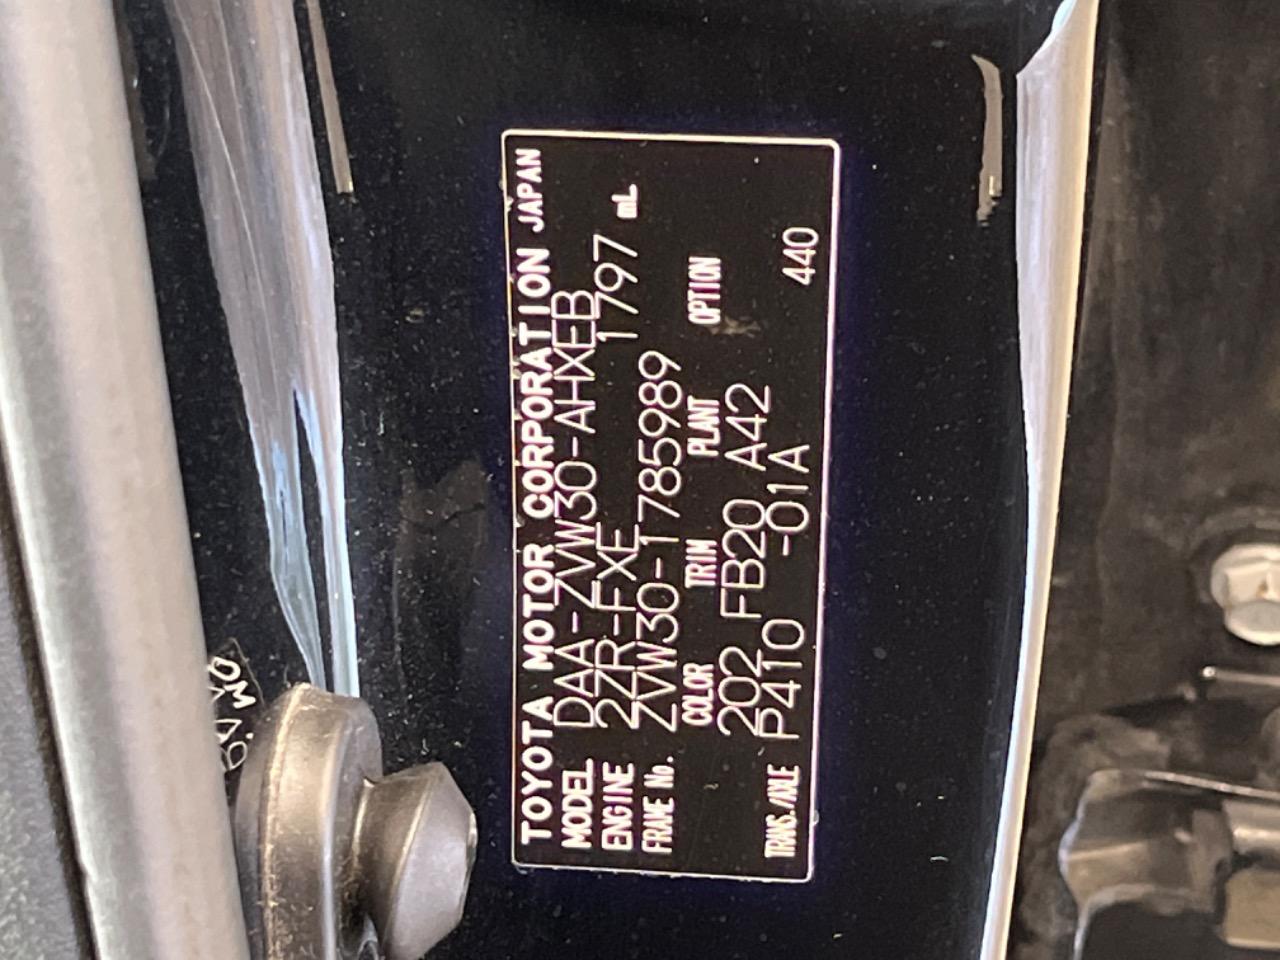 TOYOTA MOTOR CORPORATION JAPAN
MODEL DAA-ZVW30-AHXEB
ENGINE 2ZR-FXE 1797 mL
FRAME No. ZVW30-1785989
COLOR TRIM PLANT OPTION
202 FB20 A42
TRANS./AXLE P410 -01A 440